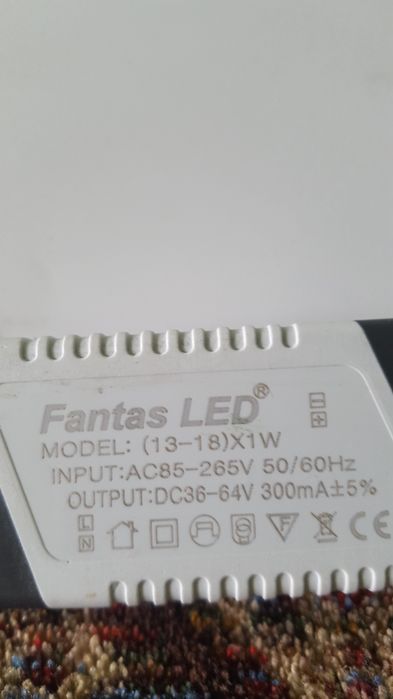 Fantas LED®
MODEL: (13-18)X1W
INPUT:AC85-265V 50/60Hz
OUTPUT:DC36-64V 300mA±5%
L
N
F
CE